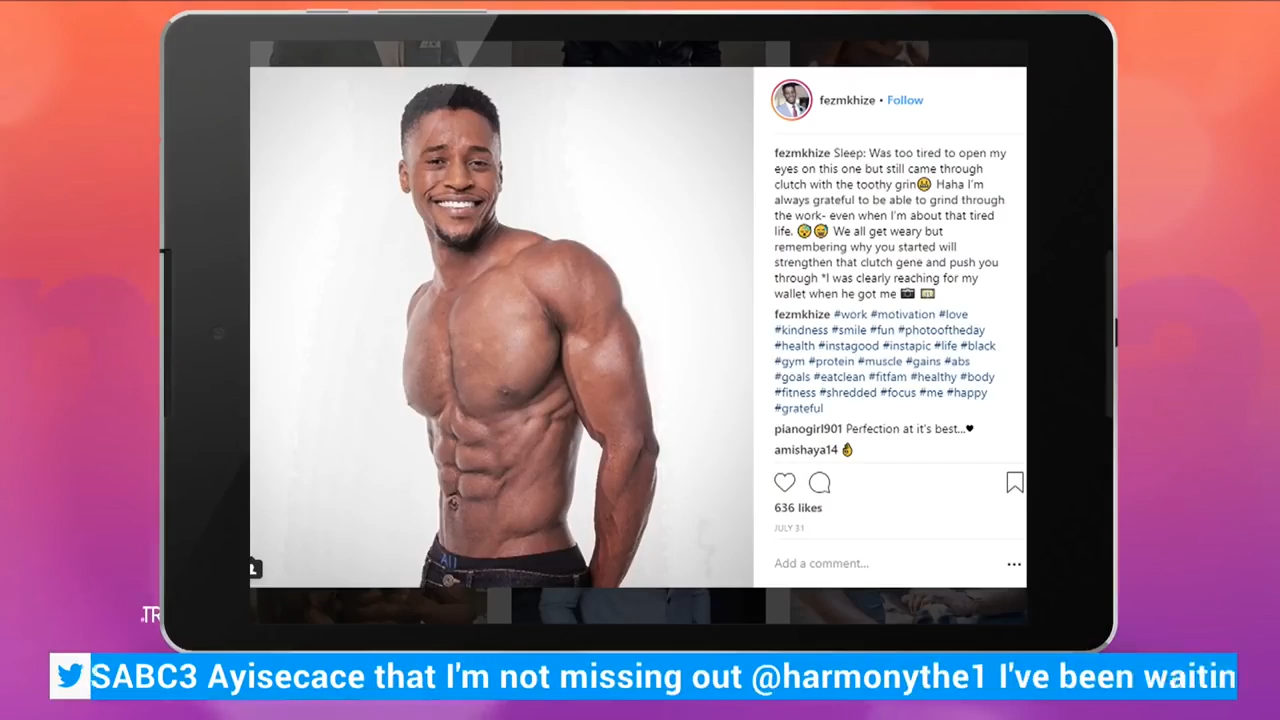 fezmkhize • Follow
fezmkhize Sleep: Was too tired to open my
eyes on this one but still came through
clutch with the toothy grin😁 Haha I'm
always grateful to be able to grind through
the work- even when I'm about that tired
life. 😴😅 We all get weary but
remembering why you started will
strengthen that clutch gene and push you
through *I was clearly reaching for my
wallet when he got me 📷 💵
fezmkhize #work #motivation #love
#kindness #smile #fun #photooftheday
#health #instagood #instapic #life #black
#gym #protein #muscle #gains #abs
#goals #eatclean #fitfam #healthy #body
#fitness #shredded #focus #me #happy
#grateful
pianogirl901 Perfection at it's best...🖤
amishaya14 👌
636 likes
JULY 31
Add a comment...
TR
SABC3 Ayisecace that I'm not missing out @harmonythe1 I've been waitin